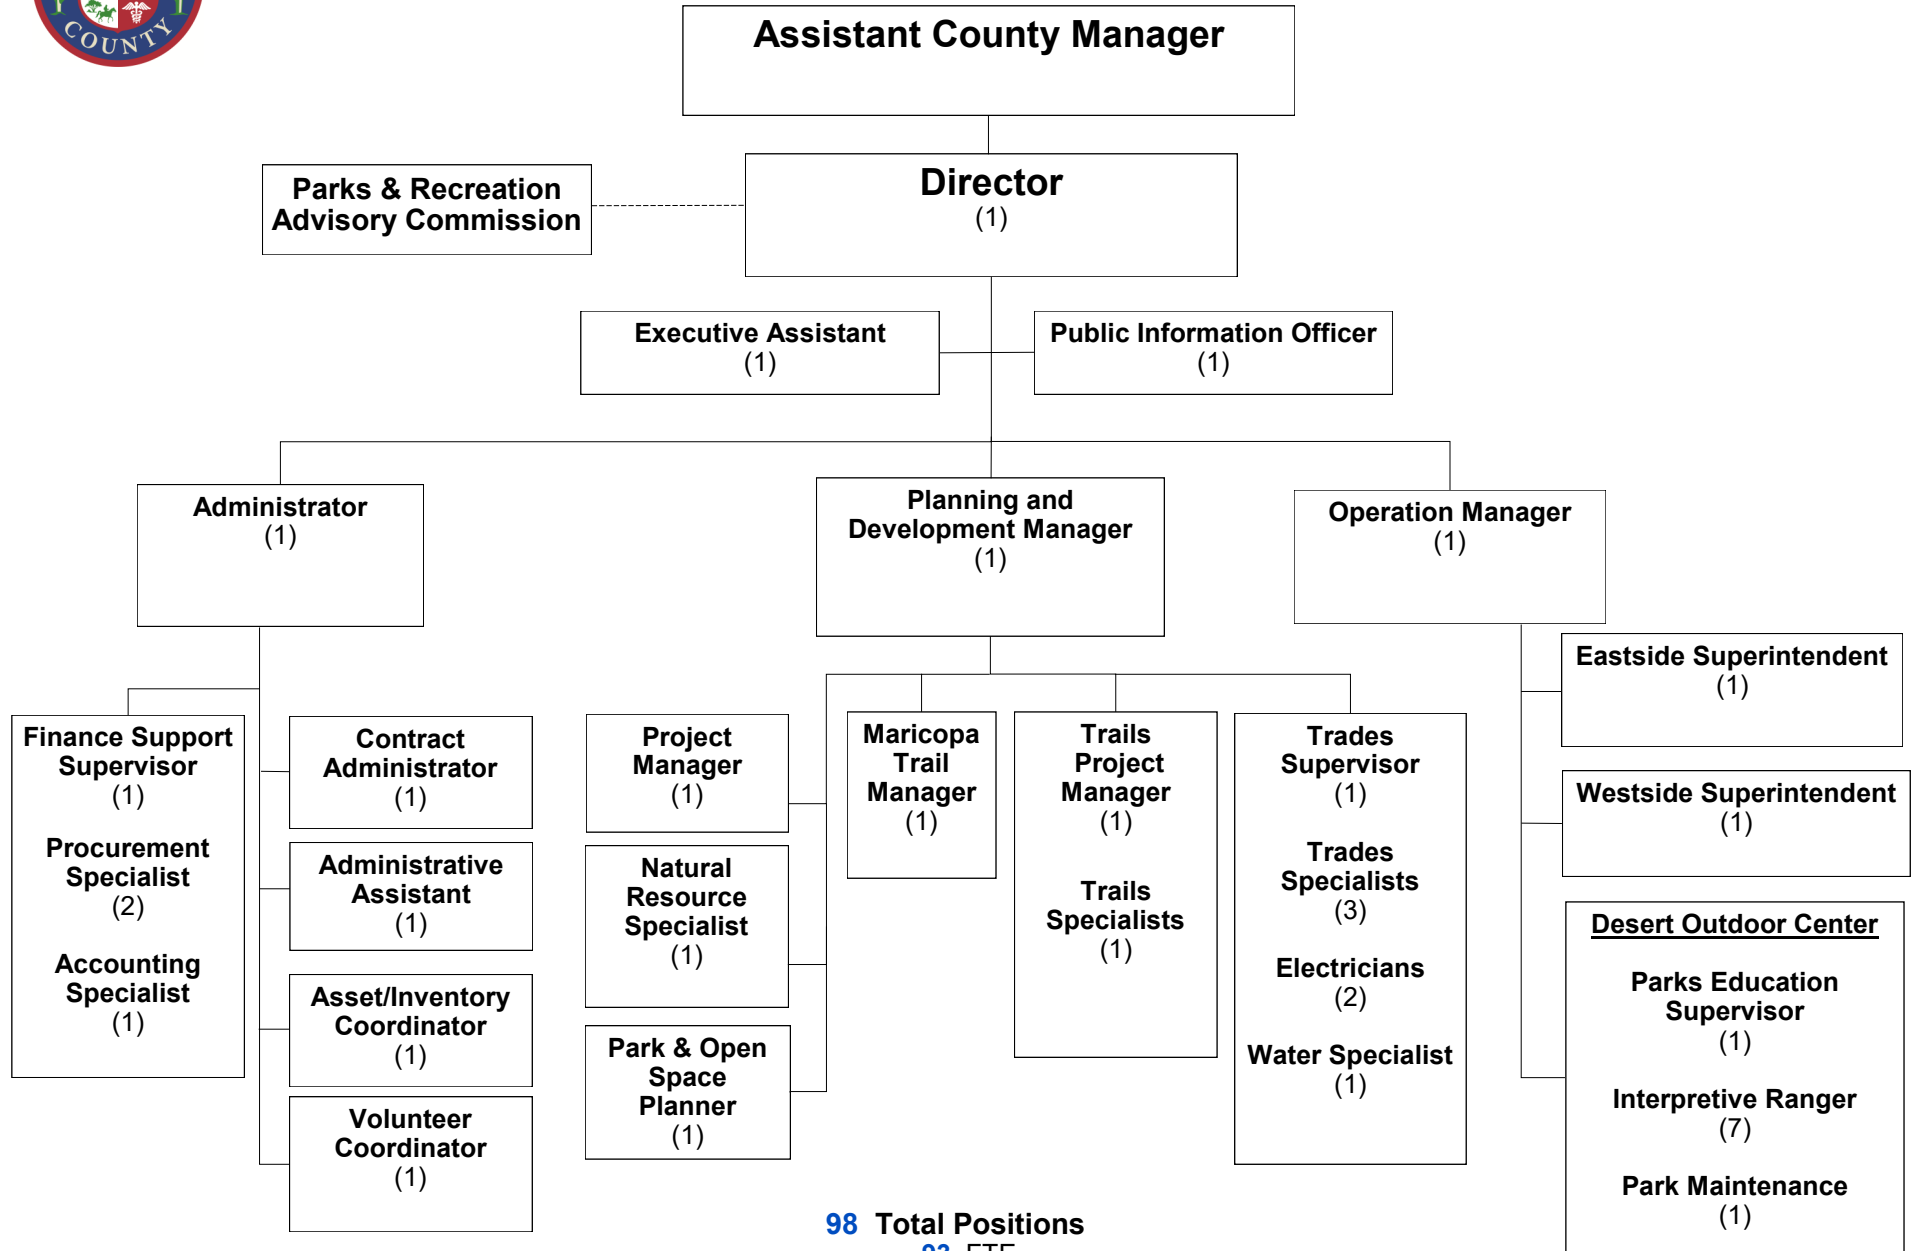 COUNTY
Assistant County Manager
Parks & Recreation
Advisory Commission
Director
(1)
Executive Assistant
(1)
Public Information Officer
(1)
Administrator
(1)
Planning and
Development Manager
(1)
Operation Manager
(1)
Finance Support
Supervisor
(1)
Procurement
Specialist
(2)
Accounting
Specialist
(1)
Contract
Administrator
(1)
Administrative
Assistant
(1)
Asset/Inventory
Coordinator
(1)
Volunteer
Coordinator
(1)
Project
Manager
(1)
Natural
Resource
Specialist
(1)
Park & Open
Space
Planner
(1)
Maricopa
Trail
Manager
(1)
Trails
Project
Manager
(1)
Trails
Specialists
(1)
Trades
Supervisor
(1)
Trades
Specialists
(3)
Electricians
(2)
Water Specialist
(1)
Eastside Superintendent
(1)
Westside Superintendent
(1)
Desert Outdoor Center
Parks Education
Supervisor
(1)
Interpretive Ranger
(7)
Park Maintenance
(1)
98 Total Positions
93 FTE